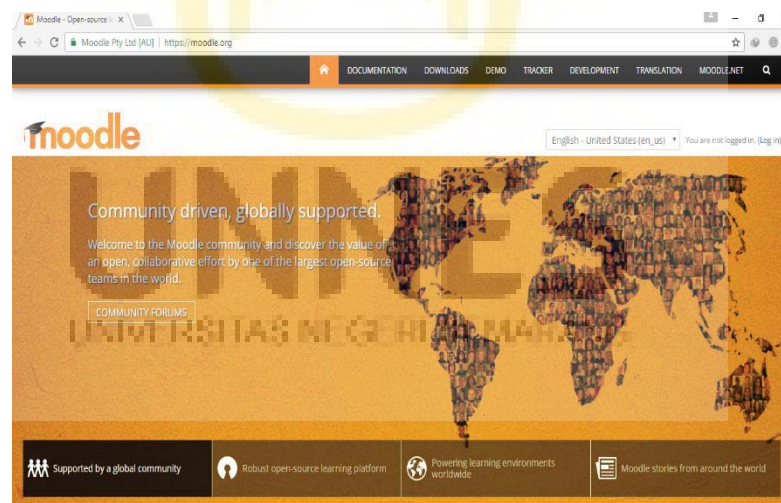 Moodle - Open-source l
Moodle Pty Ltd [AU] | https://moodle.org
DOCUMENTATION DOWNLOADS DEMO TRACKER DEVELOPMENT TRANSLATION MOODLE.NET
moodle
English - United States (en_us) You are not logged in. (Log in)
UNNES
Community driven, globally supported.
Welcome to the Moodle community and discover the value of
an open, collaborative effort by one of the largest open-source
teams in the world.
COMMUNITY FORUMS
UNIVERSITAS NEGERI SEMARANG
Supported by a global community
Robust open-source learning platform
Powering learning environments
worldwide
Moodle stories from around the world